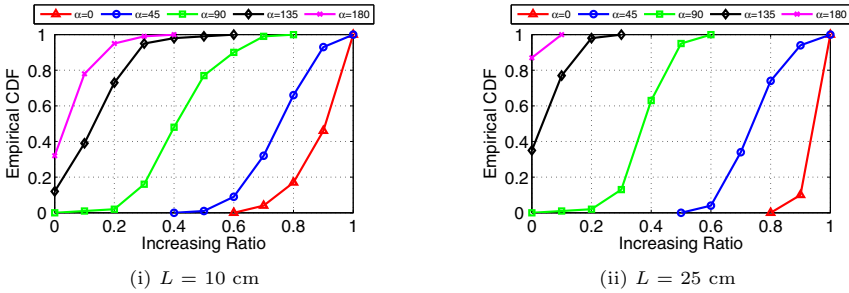 α=0 α=45 α=90 α=135 α=180
Empirical CDF
1
0.8
0.6
0.4
0.2
0
0 0.2 0.4 0.6 0.8 1
Increasing Ratio
(i) L = 10 cm
α=0 α=45 α=90 α=135 α=180
Empirical CDF
1
0.8
0.6
0.4
0.2
0
0 0.2 0.4 0.6 0.8 1
Increasing Ratio
(ii) L = 25 cm